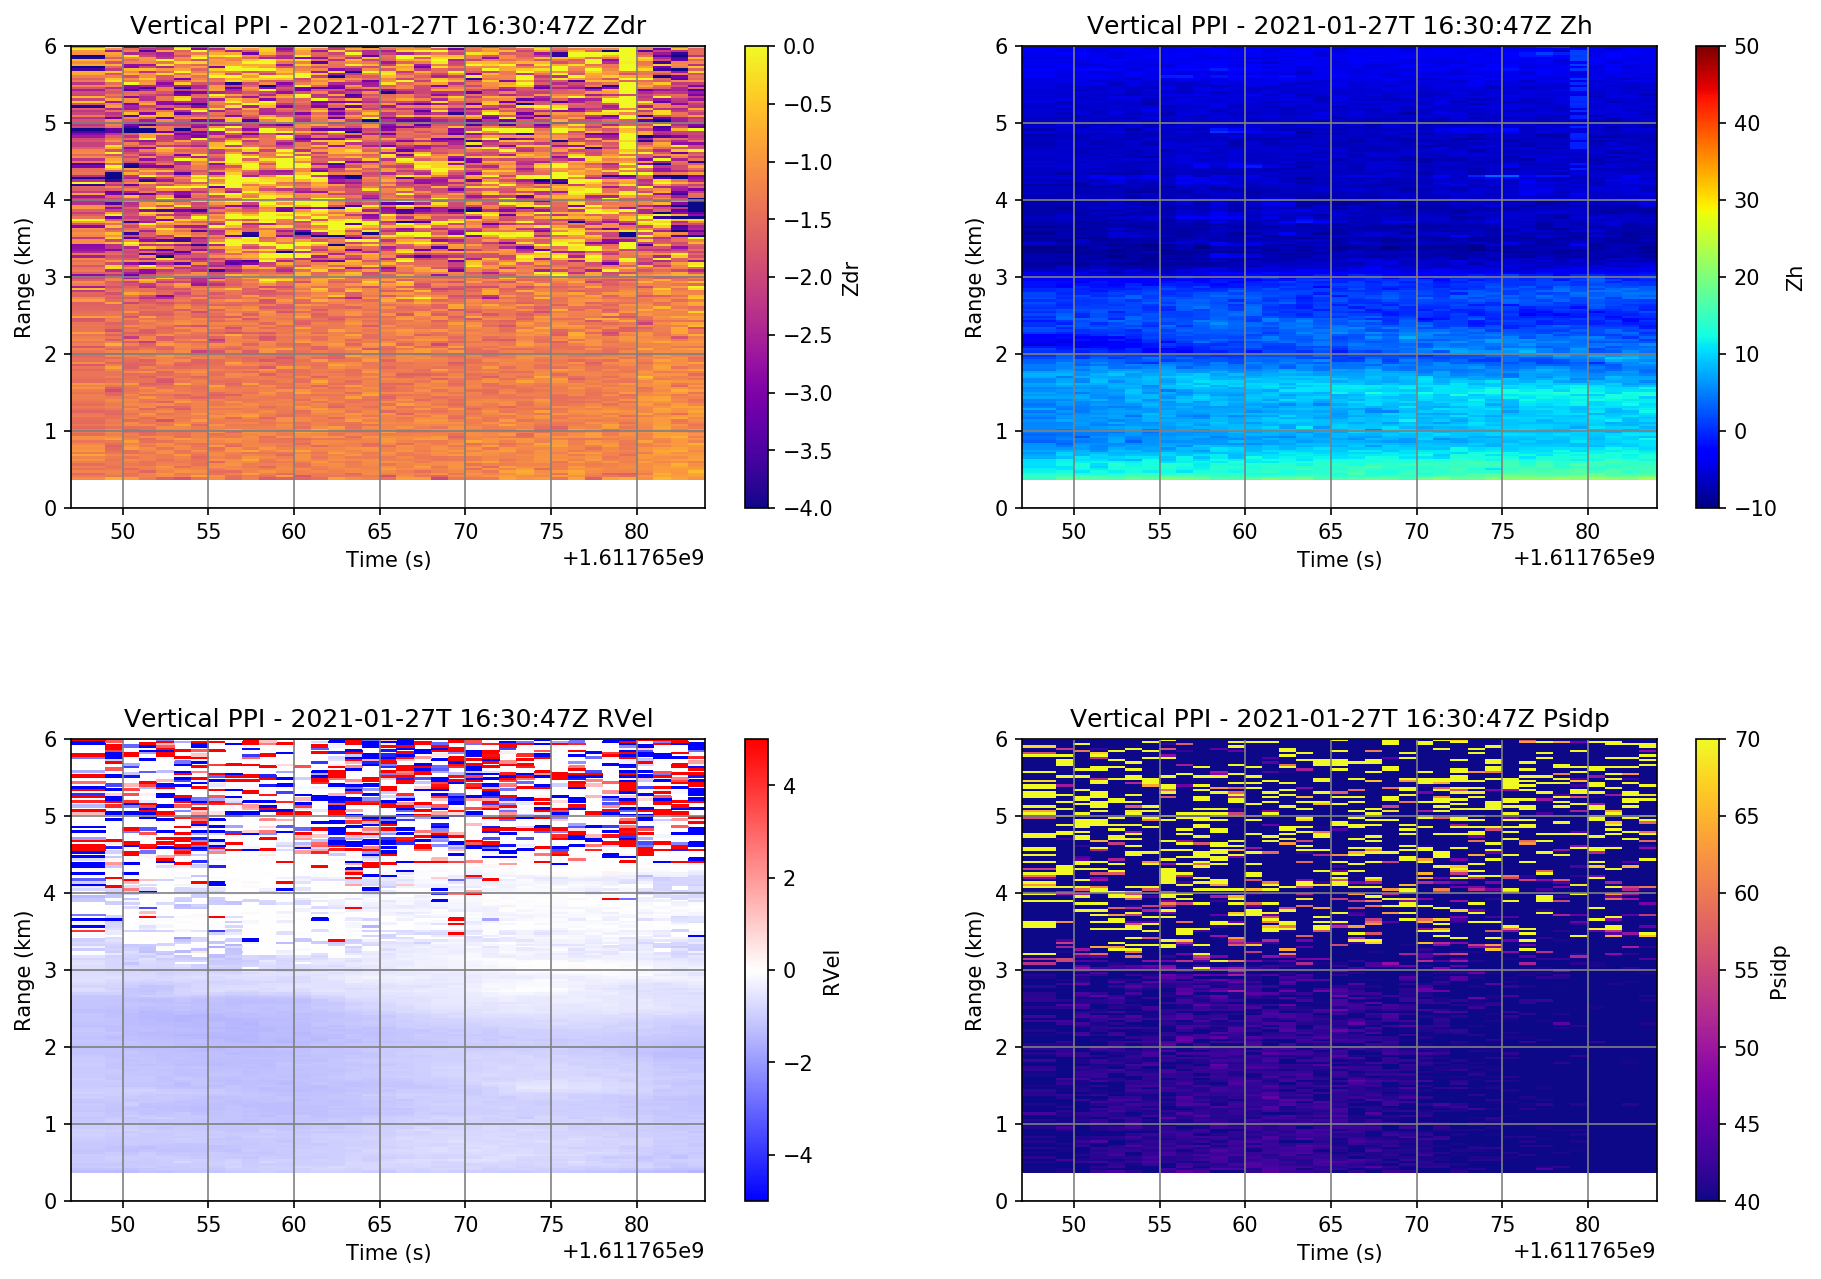 Vertical PPI - 2021-01-27T 16:30:47Z Zdr
6
5
4
3
2
1
0
Range (km)
50 55 60 65 70 75 80
Time (s)
+1.611765e9
0.0
−0.5
−1.0
−1.5
−2.0
−2.5
−3.0
−3.5
−4.0
Zdr
Vertical PPI - 2021-01-27T 16:30:47Z Zh
6
5
4
3
2
1
0
Range (km)
50 55 60 65 70 75 80
Time (s)
+1.611765e9
50
40
30
20
10
0
−10
Zh
Vertical PPI - 2021-01-27T 16:30:47Z RVel
6
5
4
3
2
1
0
Range (km)
50 55 60 65 70 75 80
Time (s)
+1.611765e9
4
2
0
−2
−4
RVel
Vertical PPI - 2021-01-27T 16:30:47Z Psidp
6
5
4
3
2
1
0
Range (km)
50 55 60 65 70 75 80
Time (s)
+1.611765e9
70
65
60
55
50
45
40
Psidp